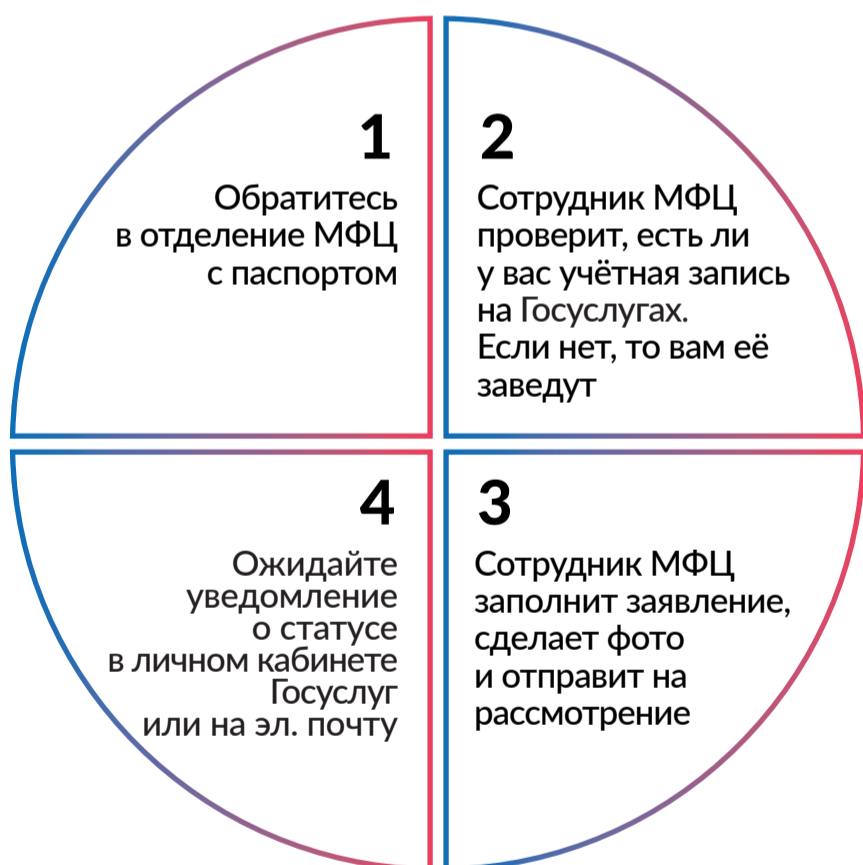 1
Обратитесь
в отделение МФЦ
с паспортом
2
Сотрудник МФЦ
проверит, есть ли
у вас учётная запись
на Госуслугах.
Если нет, то вам её
заведут
3
Сотрудник МФЦ
заполнит заявление,
сделает фото
и отправит на
рассмотрение
4
Ожидайте
уведомление
о статусе
в личном кабинете
Госуслуг
или на эл. почту